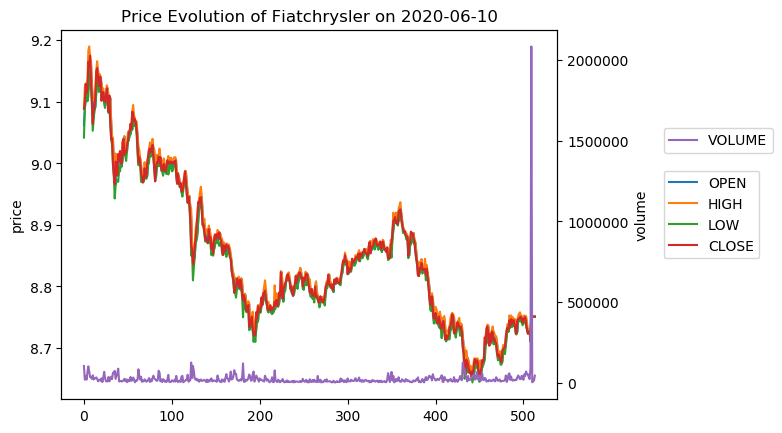 Price Evolution of Fiatchrysler on 2020-06-10
9.2
9.1
9.0
8.9
8.8
8.7
price
0
100
200
300
400
500
2000000
1500000
1000000
500000
0
volume
VOLUME
OPEN
HIGH
LOW
CLOSE